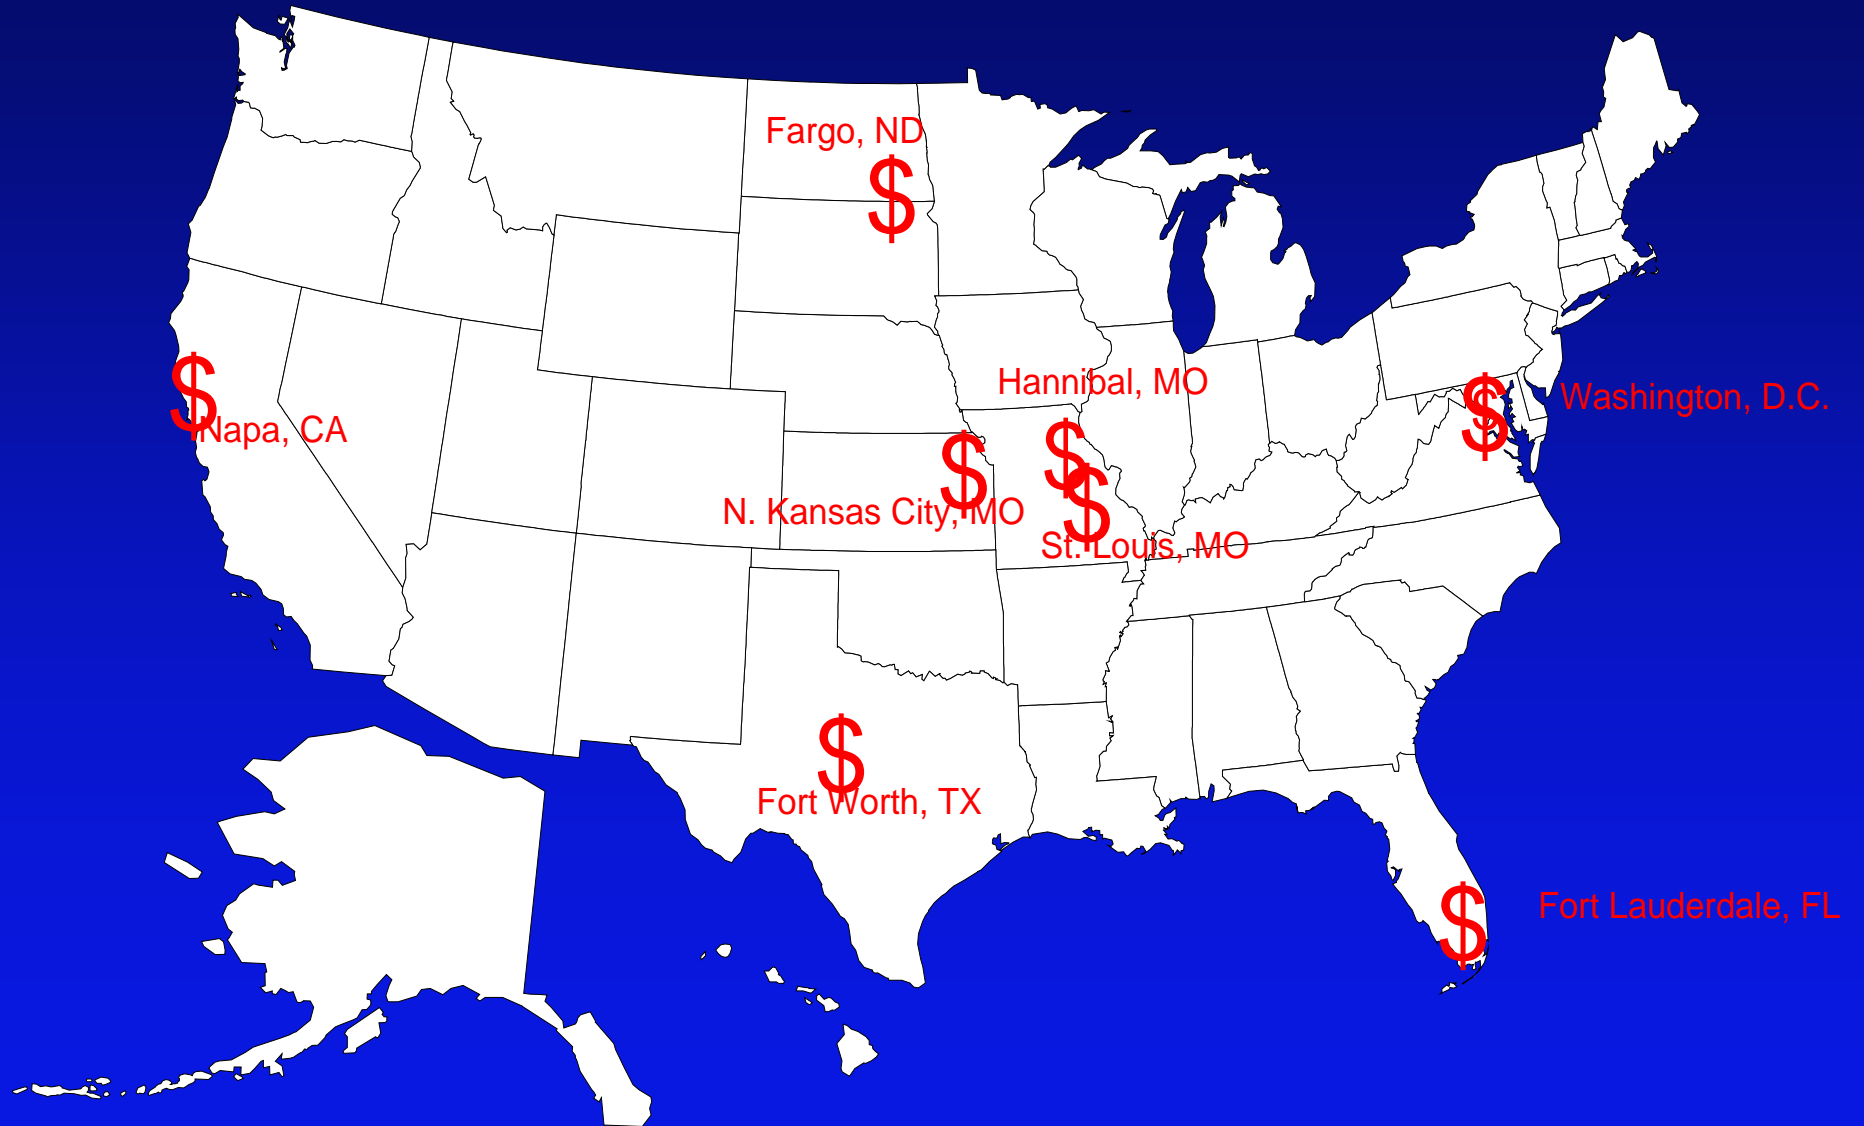 Fargo, ND
$
Hannibal, MO
$
Napa, CA
$
Washington, D.C.
$
$
N. Kansas City, MO
$
St. Louis, MO
$
Fort Worth, TX
$
Fort Lauderdale, FL